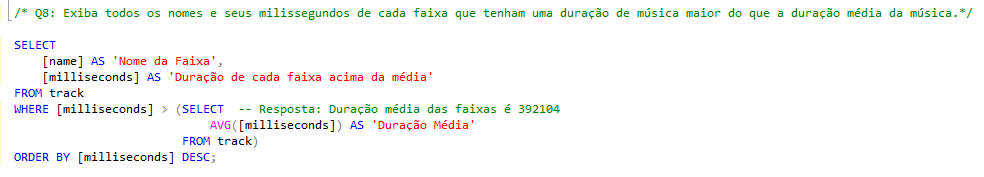 /* Q8: Exiba todos os nomes e seus milissegundos de cada faixa que tenham uma duração de música maior do que a duração média da música.*/
SELECT
[name] AS 'Nome da Faixa',
[milliseconds] AS 'Duração de cada faixa acima da média'
FROM track
WHERE [milliseconds] > (SELECT -- Resposta: Duração média das faixas é 392104
AVG([milliseconds]) AS 'Duração Média'
FROM track)
ORDER BY [milliseconds] DESC;